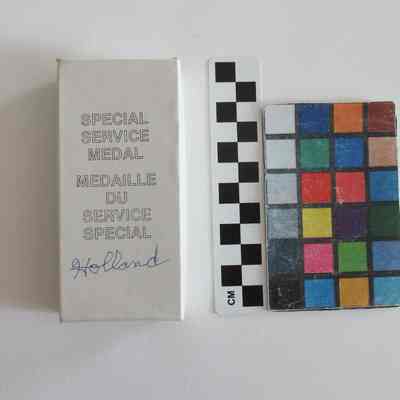 SPECIAL
SERVICE
MEDAL
MEDAILLE
DU
SERVICE
SPECIAL
Holland
CM